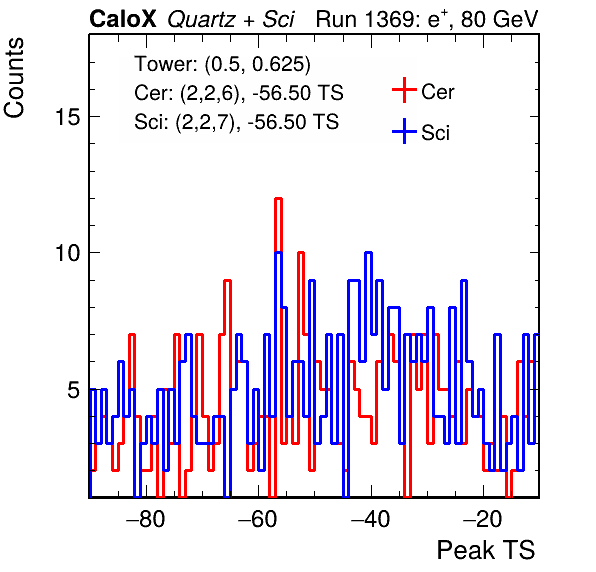 CaloX Quartz + Sci Run 1369: e+, 80 GeV
Counts
Tower: (0.5, 0.625)
Cer: (2,2,6), -56.50 TS
Sci: (2,2,7), -56.50 TS
Cer
Sci
15
10
5
−80 −60 −40 −20
Peak TS